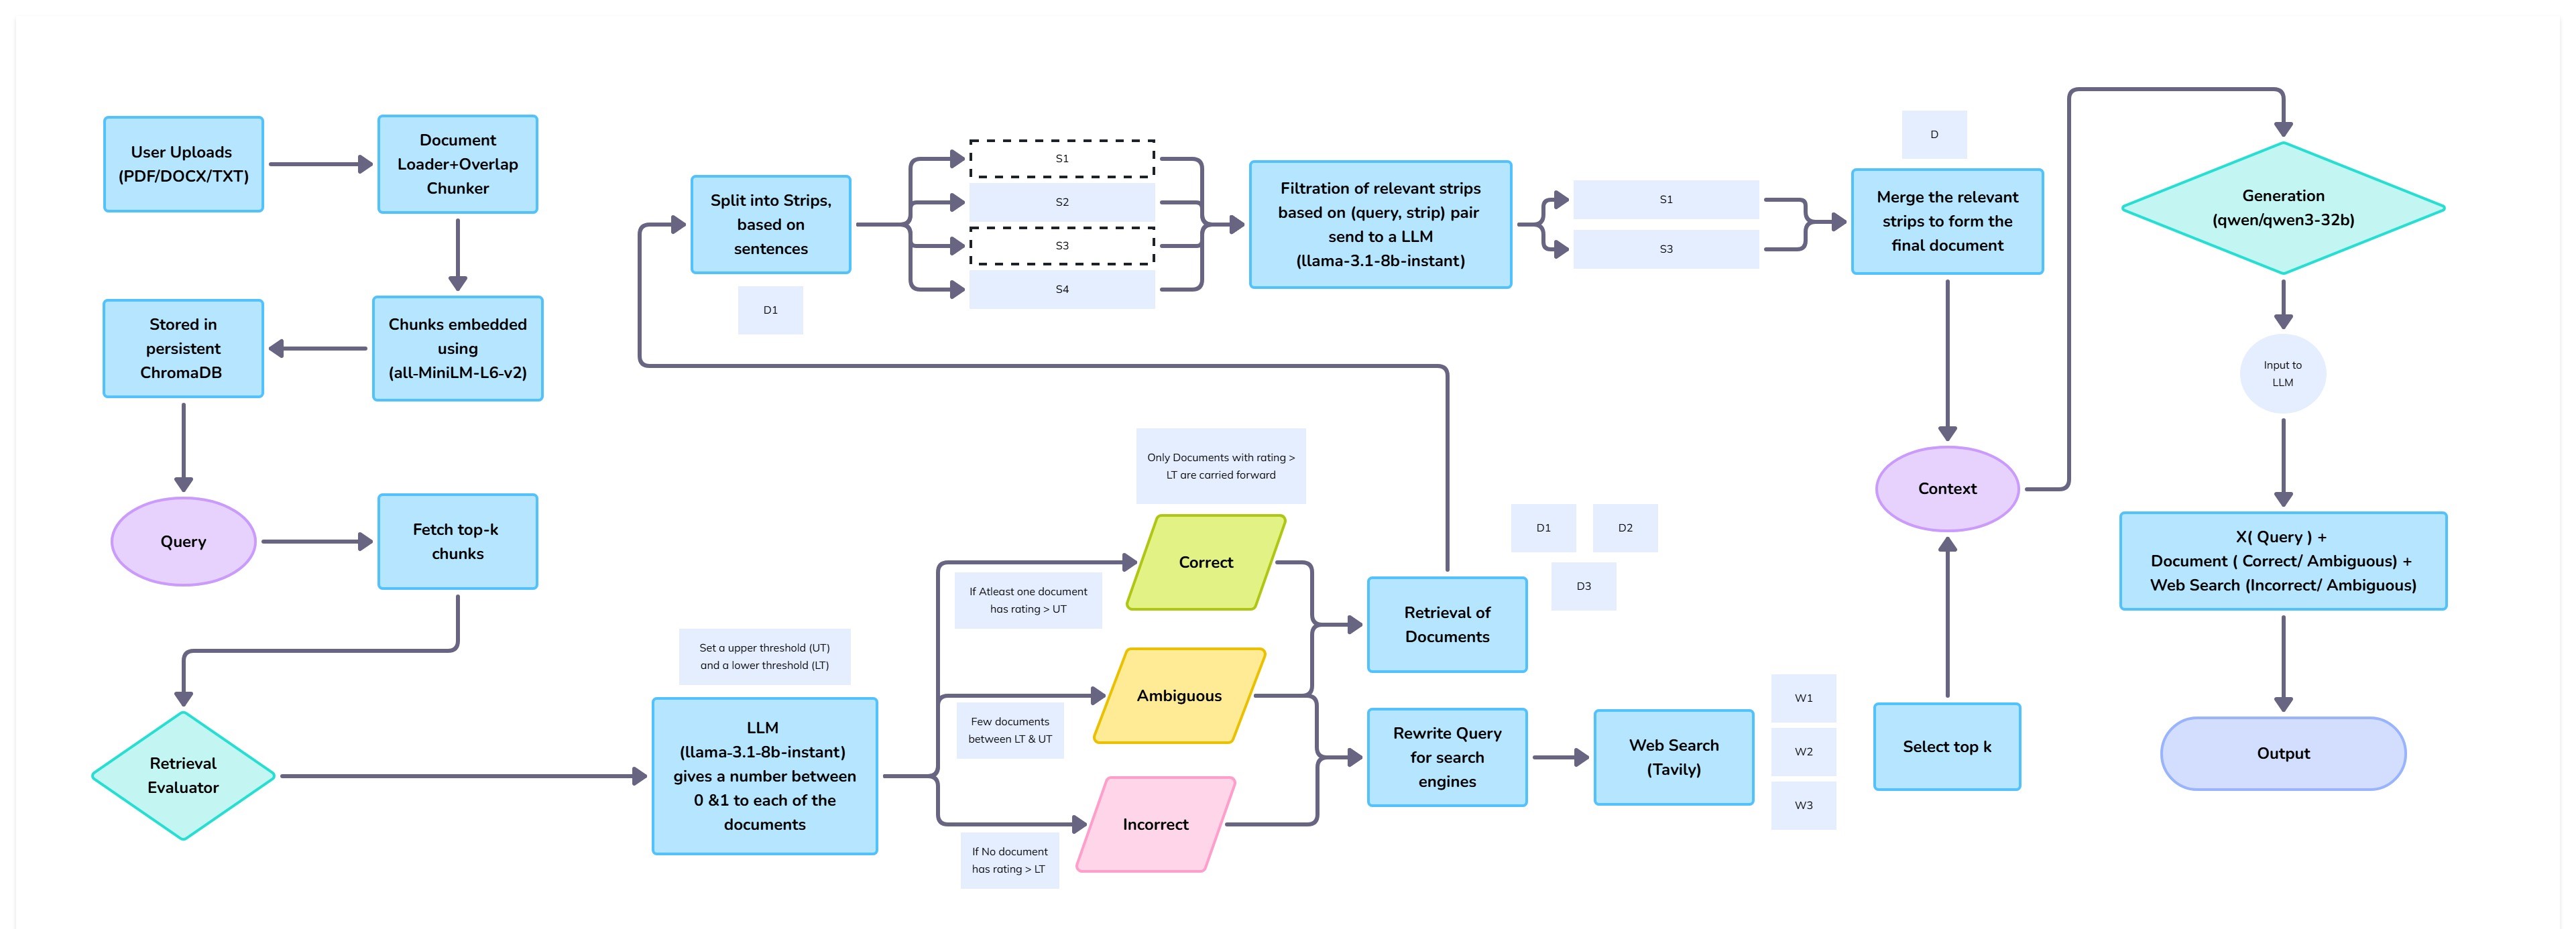 User Uploads
(PDF/DOCX/TXT)
Document
Loader+Overlap
Chunker
Chunks embedded
using
(all-MiniLM-L6-v2)
Stored in
persistent
ChromaDB
Query
Fetch top-k
chunks
Retrieval
Evaluator
Set a upper threshold (UT)
and a lower threshold (LT)
LLM
(llama-3.1-8b-instant)
gives a number between
0 &1 to each of the
documents
Only Documents with rating >
LT are carried forward
Correct
If Atleast one document
has rating > UT
Ambiguous
Few documents
between LT & UT
Incorrect
If No document
has rating > LT
Retrieval of
Documents
D1
D2
D3
Rewrite Query
for search
engines
Web Search
(Tavily)
W1
W2
W3
Select top k
Split into Strips,
based on
sentences
D1
S1
S2
S3
S4
Filtration of relevant strips
based on (query, strip) pair
send to a LLM
(llama-3.1-8b-instant)
S1
S3
D
Merge the relevant
strips to form the
final document
Context
Generation
(qwen/qwen3-32b)
Input to
LLM
X( Query ) +
Document ( Correct/ Ambiguous) +
Web Search (Incorrect/ Ambiguous)
Output